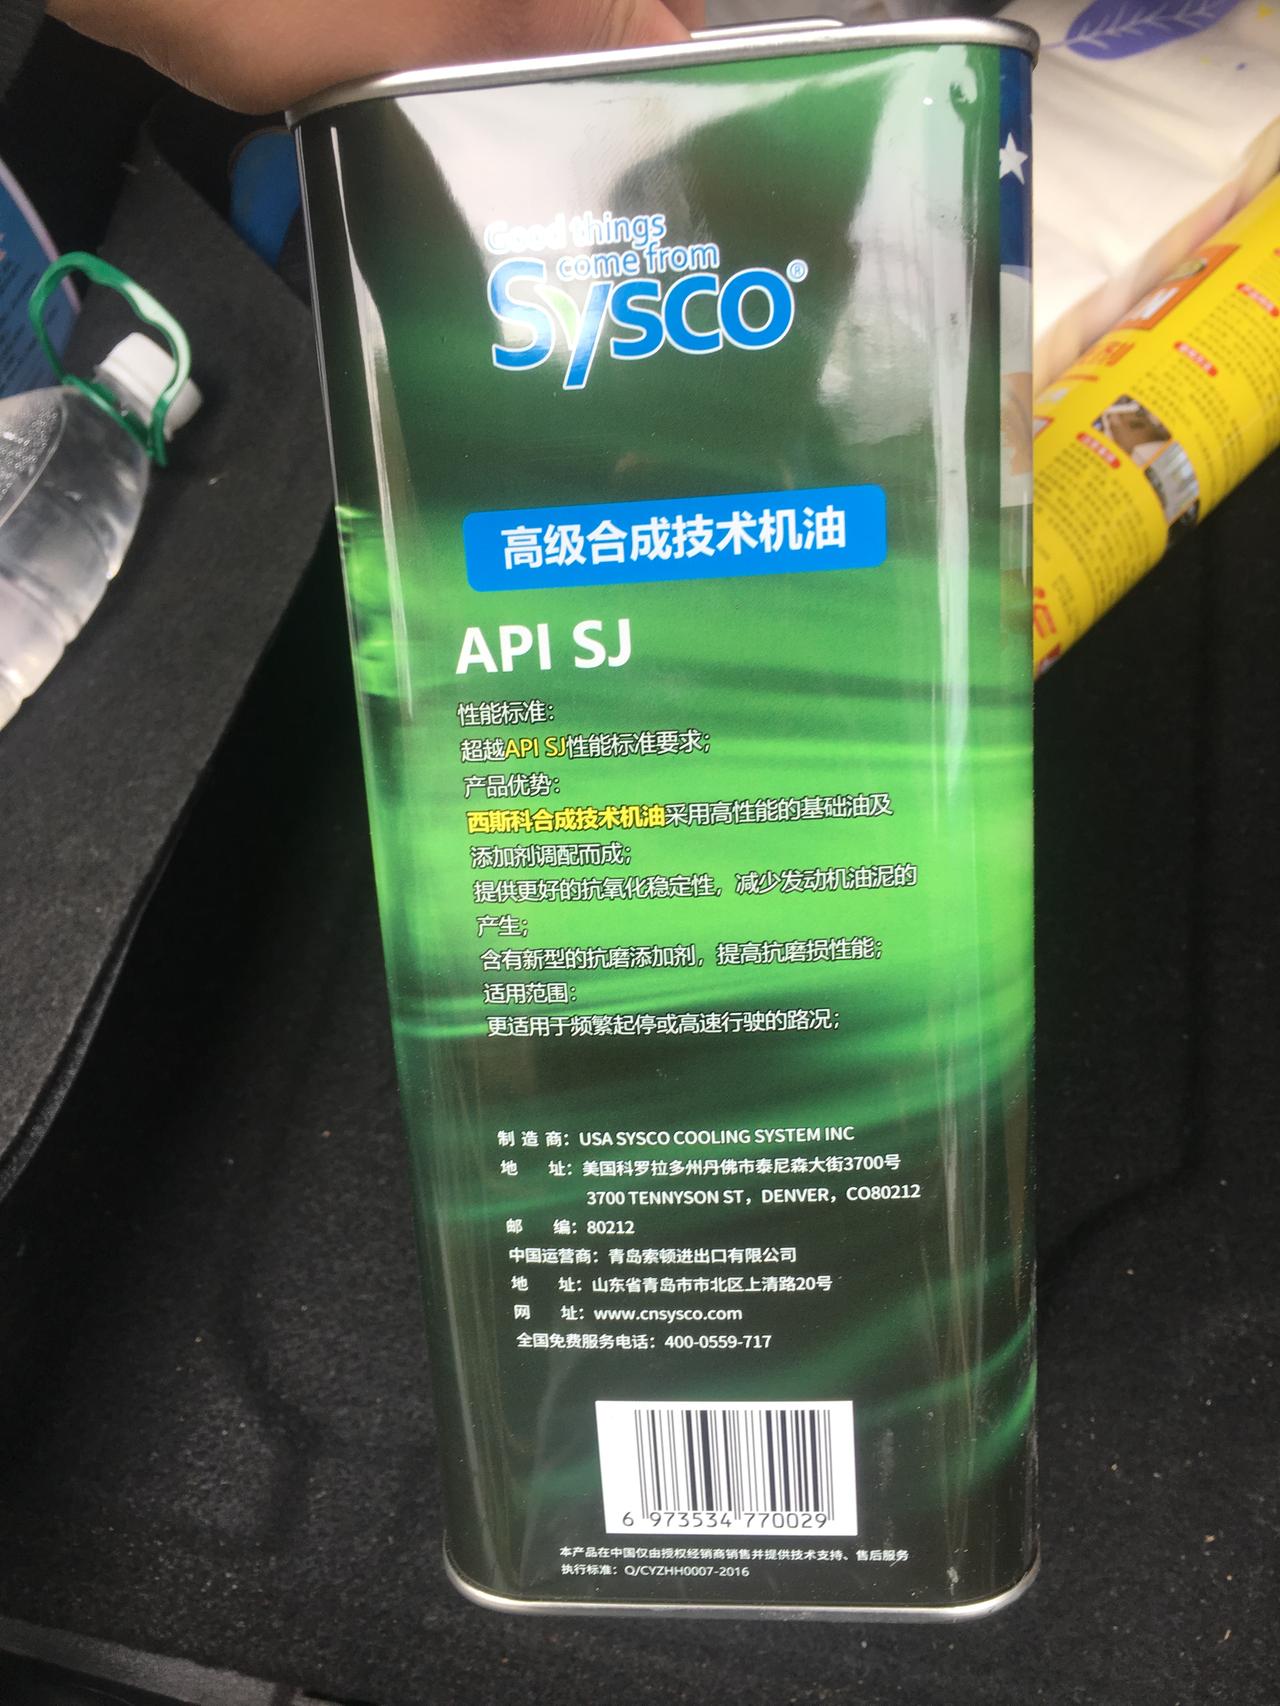 Good things
come from
Sysco®
高级合成技术机油
API SJ
性能标准：
超越API SJ性能标准要求；
产品优势：
西斯科合成技术机油采用高性能的基础油及
添加剂调配而成；
提供更好的抗氧化稳定性，减少发动机油泥的
产生；
含有新型的抗磨添加剂，提高抗磨损性能；
适用范围：
更适用于频繁起停或高速行驶的路况；
制 造 商：USA SYSCO COOLING SYSTEM INC
地 址：美国科罗拉多州丹佛市泰尼森大街3700号
3700 TENNYSON ST，DENVER，CO80212
邮 编：80212
中国运营商：青岛索顿进出口有限公司
地 址：山东省青岛市市北区上清路20号
网 址：www.cnsysco.com
全国免费服务电话：400-0559-717
6 973534 770029
本产品在中国仅由授权经销商销售并提供技术支持、售后服务
执行标准：Q/CYZHH0007-2016